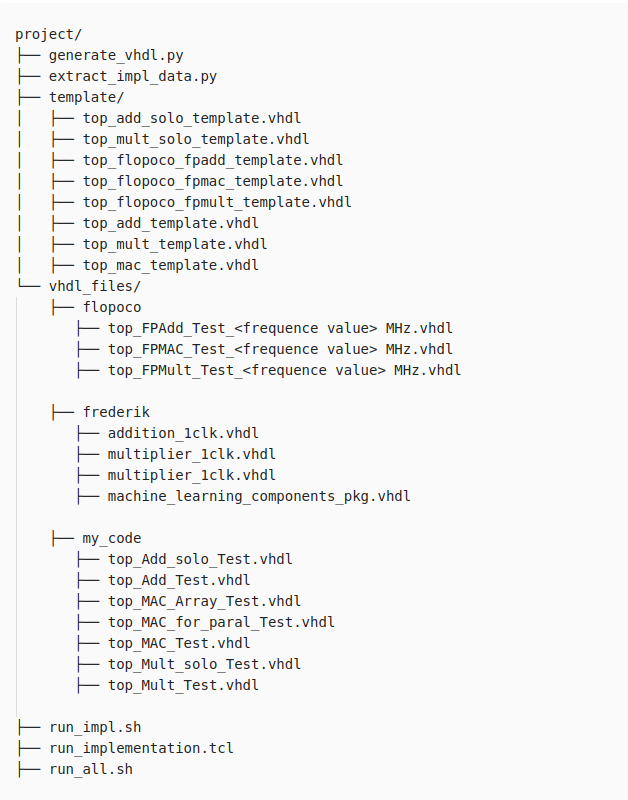 project/
├── generate_vhdl.py
├── extract_impl_data.py
├── template/
│   ├── top_add_solo_template.vhdl
│   ├── top_mult_solo_template.vhdl
│   ├── top_flopoco_fpadd_template.vhdl
│   ├── top_flopoco_fpmac_template.vhdl
│   ├── top_flopoco_fpmult_template.vhdl
│   ├── top_add_template.vhdl
│   ├── top_mult_template.vhdl
│   ├── top_mac_template.vhdl
└── vhdl_files/
    ├── flopoco
       ├── top_FPAdd_Test_<frequence value> MHz.vhdl
       ├── top_FPMAC_Test_<frequence value> MHz.vhdl
       ├── top_FPMult_Test_<frequence value> MHz.vhdl
    ├── frederik
       ├── addition_1clk.vhdl
       ├── multiplier_1clk.vhdl
       ├── multiplier_1clk.vhdl
       ├── machine_learning_components_pkg.vhdl
    ├── my_code
       ├── top_Add_solo_Test.vhdl
       ├── top_Add_Test.vhdl
       ├── top_MAC_Array_Test.vhdl
       ├── top_MAC_for_paral_Test.vhdl
       ├── top_MAC_Test.vhdl
       ├── top_Mult_solo_Test.vhdl
       ├── top_Mult_Test.vhdl
├── run_impl.sh
├── run_implementation.tcl
├── run_all.sh